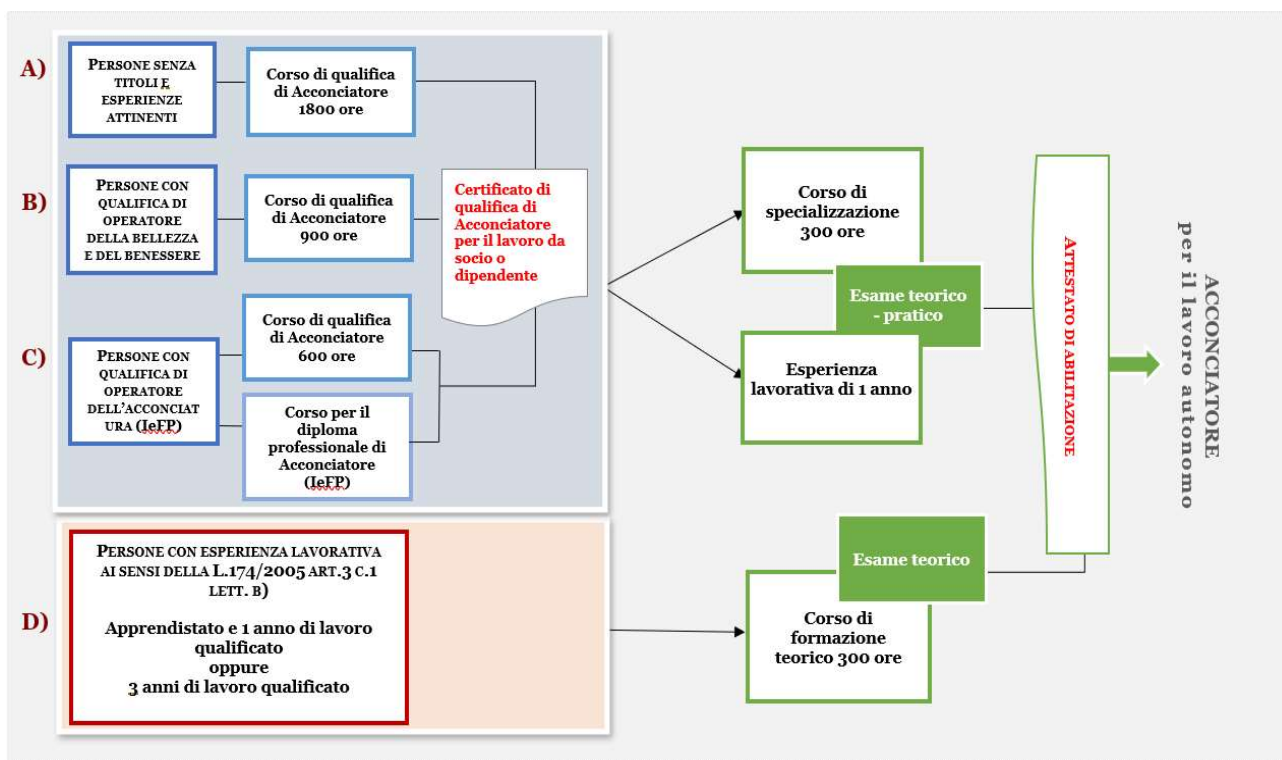 A)
PERSONE SENZA
TITOLI E
ESPERIENZE
ATTINENTI
Corso di qualifica
di Acconciatore
1800 ore
B)
PERSONE CON
QUALIFICA DI
OPERATORE
DELLA BELLEZZA
E DEL BENESSERE
Corso di qualifica
di Acconciatore
900 ore
Certificato di
qualifica di
Acconciatore
per il lavoro da
socio o
dipendente
C)
PERSONE CON
QUALIFICA DI
OPERATORE
DELL'ACCONCIAT
URA (IeFP)
Corso di qualifica
di Acconciatore
600 ore
Corso per il
diploma
professionale di
Acconciatore
(IeFP)
Corso di
specializzazione
300 ore
Esame teorico
- pratico
Esperienza
lavorativa di 1 anno
D)
PERSONE CON ESPERIENZA LAVORATIVA
AI SENSI DELLA L.174/2005 ART.3 C.1
LETT. B)
Apprendistato e 1 anno di lavoro
qualificato
oppure
3 anni di lavoro qualificato
Esame teorico
Corso di
formazione
teorico 300 ore
ATTESTATO DI ABILITAZIONE
ACCONCIATORE
per il lavoro autonomo